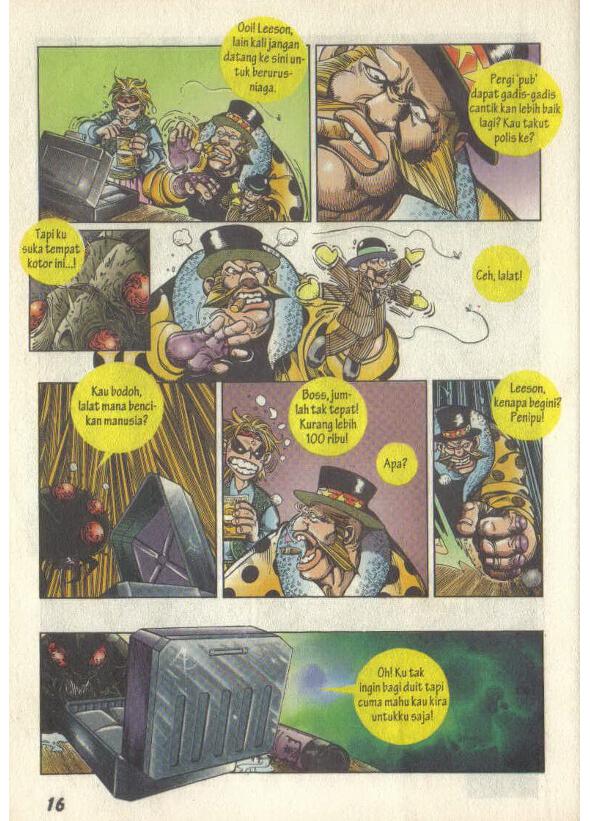 Ooi! Leeson,
lain kali jangan
datang ke sini un-
tuk berurus-
niaga.
Pergi 'pub'
dapat gadis-gadis
cantik kan lebih baik
lagi? Kau takut
polis ke?
Tapi ku
suka tempat
kotor ini...!
Ceh, lalat!
Kau bodoh,
lalat mana benci-
kan manusia?
Boss, jum-
lah tak tepat!
Kurang lebih
100 ribu!
Apa?
Leeson,
kenapa begini?
Penipu!
Oh! Ku tak
ingin bagi duit tapi
cuma mahu kau kira
untukku saja!
16